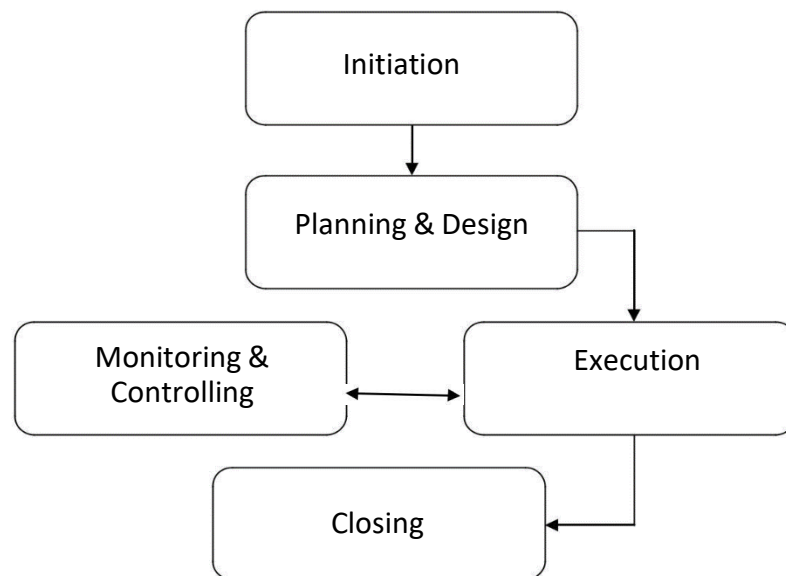 Initiation
Planning & Design
Monitoring &
Controlling
Execution
Closing